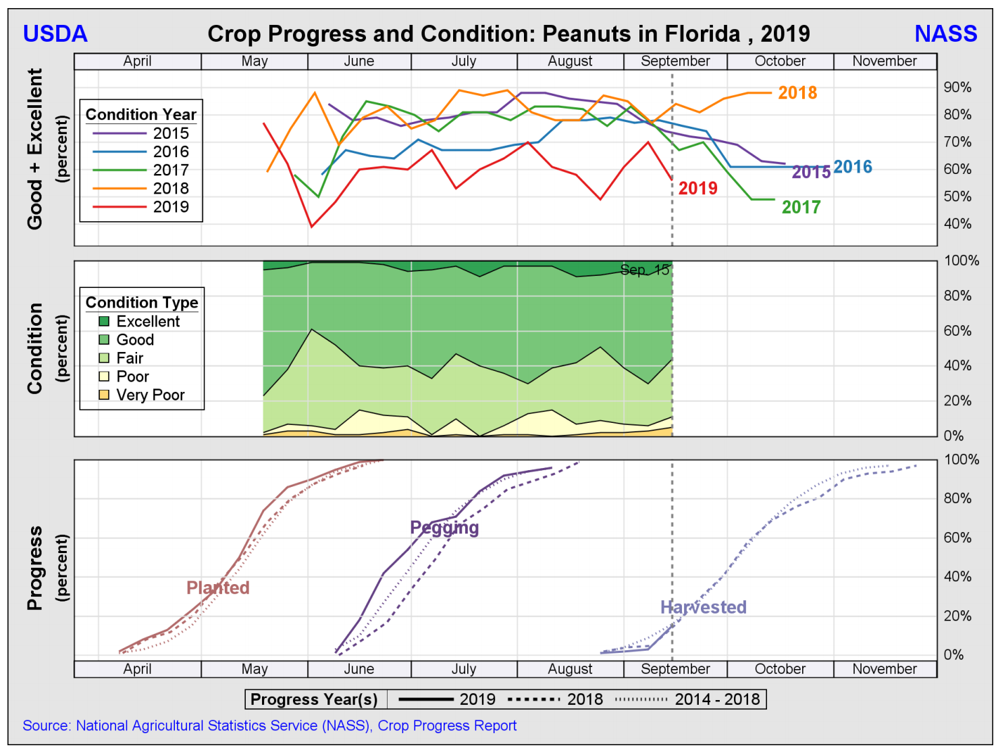 USDA Crop Progress and Condition: Peanuts in Florida , 2019 NASS
April May June July August September October November
Good + Excellent
(percent)
Condition Year
2015
2016
2017
2018
2019
2018
2015
2016
2019
2017
90%
80%
70%
60%
50%
40%
Condition
(percent)
Condition Type
Excellent
Good
Fair
Poor
Very Poor
Sep. 15
100%
80%
60%
40%
20%
0%
Progress
(percent)
Planted
Pegging
Harvested
100%
80%
60%
40%
20%
0%
April May June July August September October November
Progress Year(s) 2019 2018 2014 - 2018
Source: National Agricultural Statistics Service (NASS), Crop Progress Report